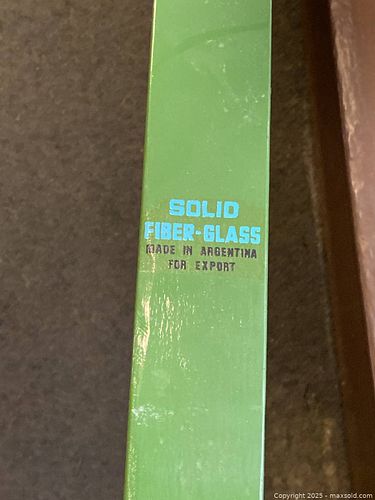 SOLID
FIBER-GLASS
MADE IN ARGENTINA
FOR EXPORT
Copyright 2025 - maxsold.com